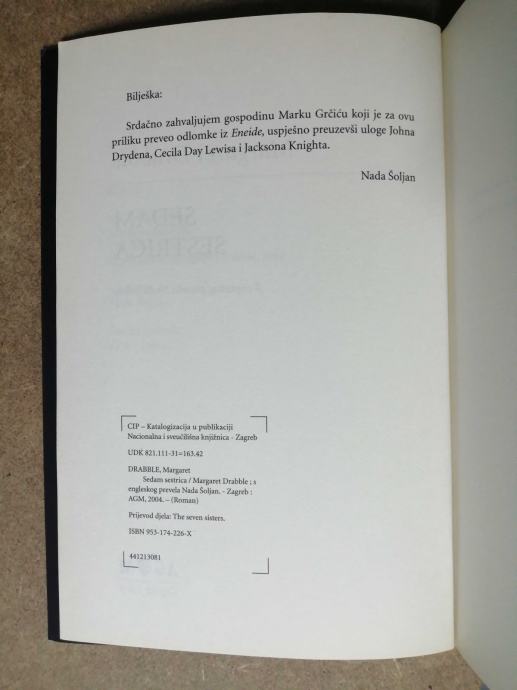 Bilješka:
Srdačno zahvaljujem gospodinu Marku Grčiću koji je za ovu
priliku preveo odlomke iz Eneide, uspješno preuzevši uloge Johna
Drydena, Cecila Day Lewisa i Jacksona Knighta.
Nada Šoljan
SEDAM
SESTRICA
CIP – Katalogizacija u publikaciji
Nacionalna i sveučilišna knjižnica - Zagreb
UDK 821.111-31=163.42
DRABBLE, Margaret
Sedam sestrica / Margaret Drabble ; s
engleskog prevela Nada Šoljan. - Zagreb :
AGM, 2004. – (Roman)
Prijevod djela: The seven sisters.
ISBN 953-174-226-X
441213081